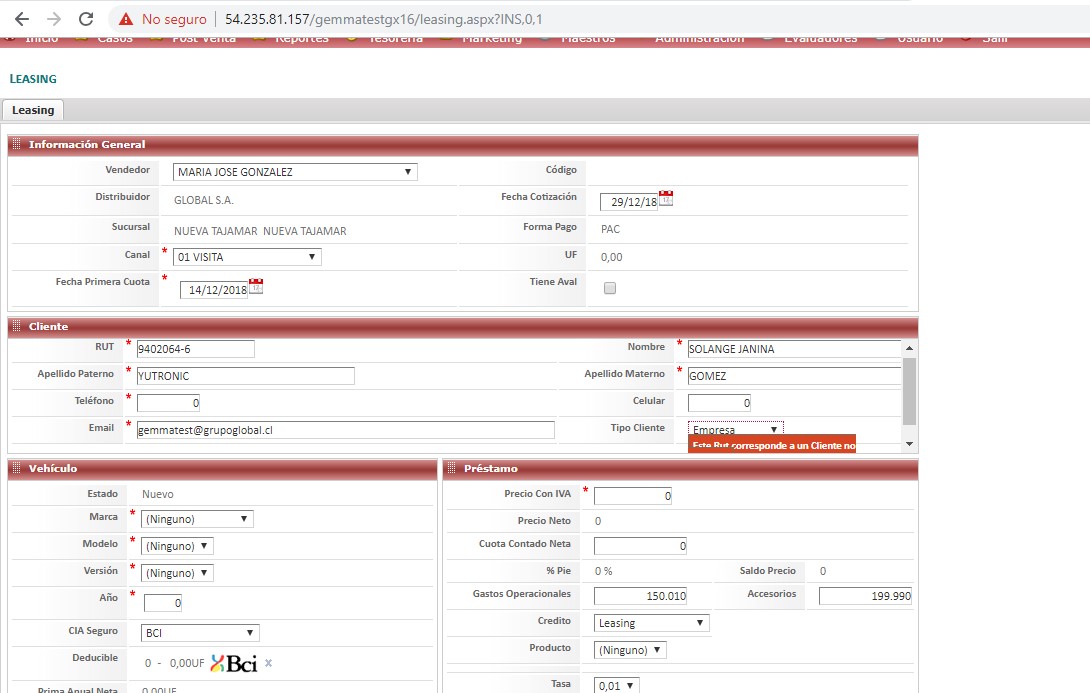 No seguro 54.235.81.157/gemmatestgx16/leasing.aspx?INS,0,1
Inicio Casos Post Venta Reportes Tesorería Marketing Maestros Administración Evaluadores Usuario Salir
LEASING
Leasing
Información General
Vendedor MARIA JOSE GONZALEZ Código
Distribuidor GLOBAL S.A. Fecha Cotización 29/12/18
Sucursal NUEVA TAJAMAR NUEVA TAJAMAR Forma Pago PAC
Canal * 01 VISITA UF 0,00
Fecha Primera Cuota * 14/12/2018 Tiene Aval
Cliente
RUT * 9402064-6 Nombre * SOLANGE JANINA
Apellido Paterno * YUTRONIC Apellido Materno * GOMEZ
Teléfono * 0 Celular 0
Email * gemmatest@grupoglobal.cl Tipo Cliente Empresa
Este Rut corresponde a un Cliente no
Vehículo
Estado Nuevo
Marca * (Ninguno)
Modelo * (Ninguno)
Versión * (Ninguno)
Año * 0
CIA Seguro BCI
Deducible 0 - 0,00UF Bci x
Prima Anual Neta 0,00UF
Préstamo
Precio Con IVA * 0
Precio Neto 0
Cuota Contado Neta 0
% Pie 0 % Saldo Precio 0
Gastos Operacionales 150.010 Accesorios 199.990
Credito Leasing
Producto (Ninguno)
Tasa 0,01